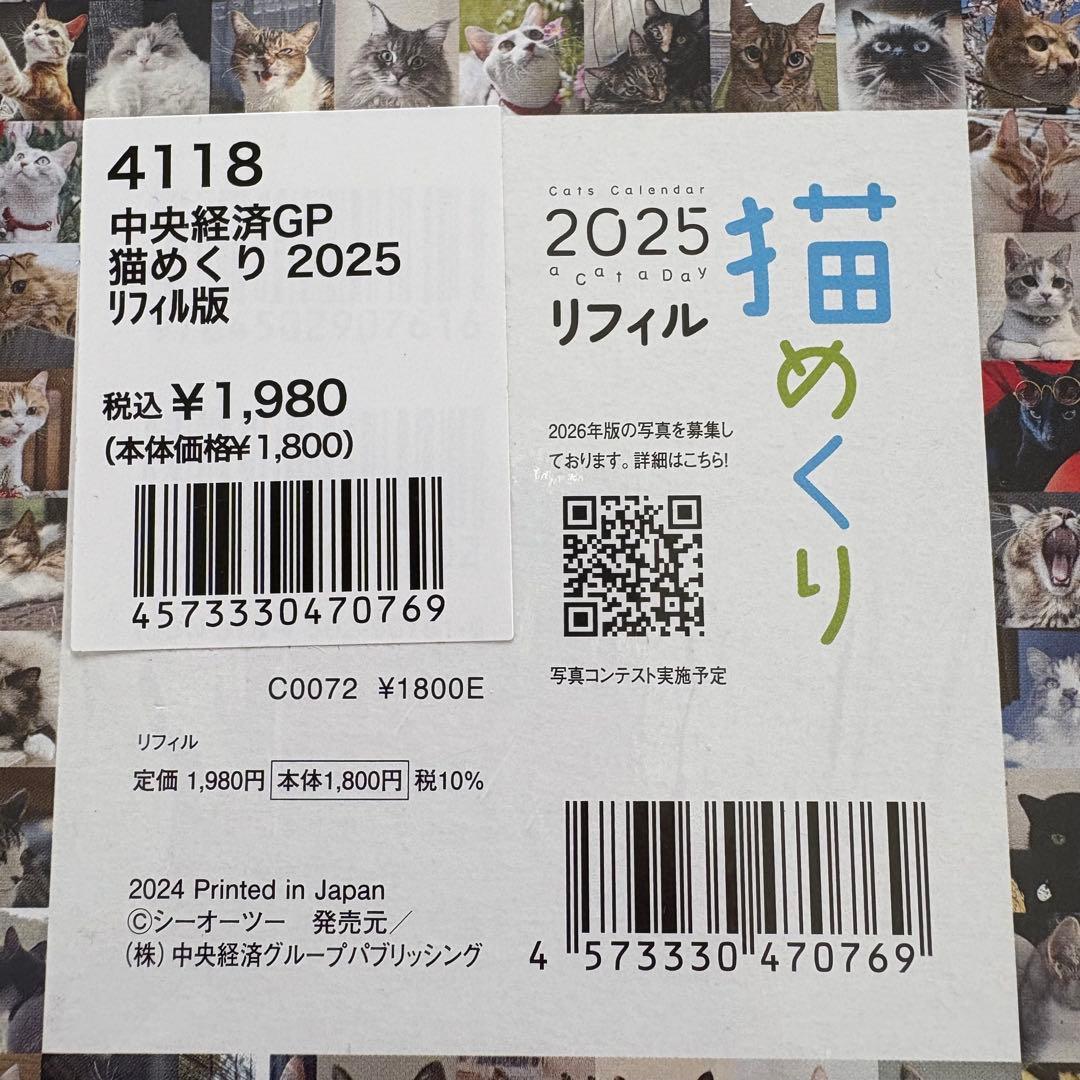 4118
中央経済GP
猫めくり 2025
リフィル版
税込 ¥1,980
(本体価格¥1,800)
4573330470769
Cats Calendar
2025
a Cat a Day
リフィル
猫めくり
2026年版の写真を募集し
ております。詳細はこちら!
写真コンテスト実施予定
C0072 ¥1800E
リフィル
定価 1,980円 本体1,800円 税10%
2024 Printed in Japan
©シーオーツー 発売元/
(株)中央経済グループパブリッシング
4 573330 470769